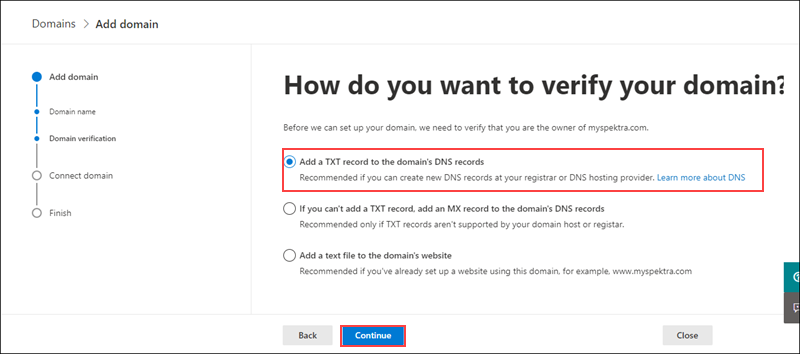 Domains > Add domain
Add domain
Domain name
Domain verification
Connect domain
Finish
How do you want to verify your domain?
Before we can set up your domain, we need to verify that you are the owner of myspektra.com.
Add a TXT record to the domain's DNS records
Recommended if you can create new DNS records at your registrar or DNS hosting provider. Learn more about DNS
If you can't add a TXT record, add an MX record to the domain's DNS records
Recommended only if TXT records aren't supported by your domain host or registrar.
Add a text file to the domain's website
Recommended if you've already set up a website using this domain, for example, www.myspektra.com
Back
Continue
Close